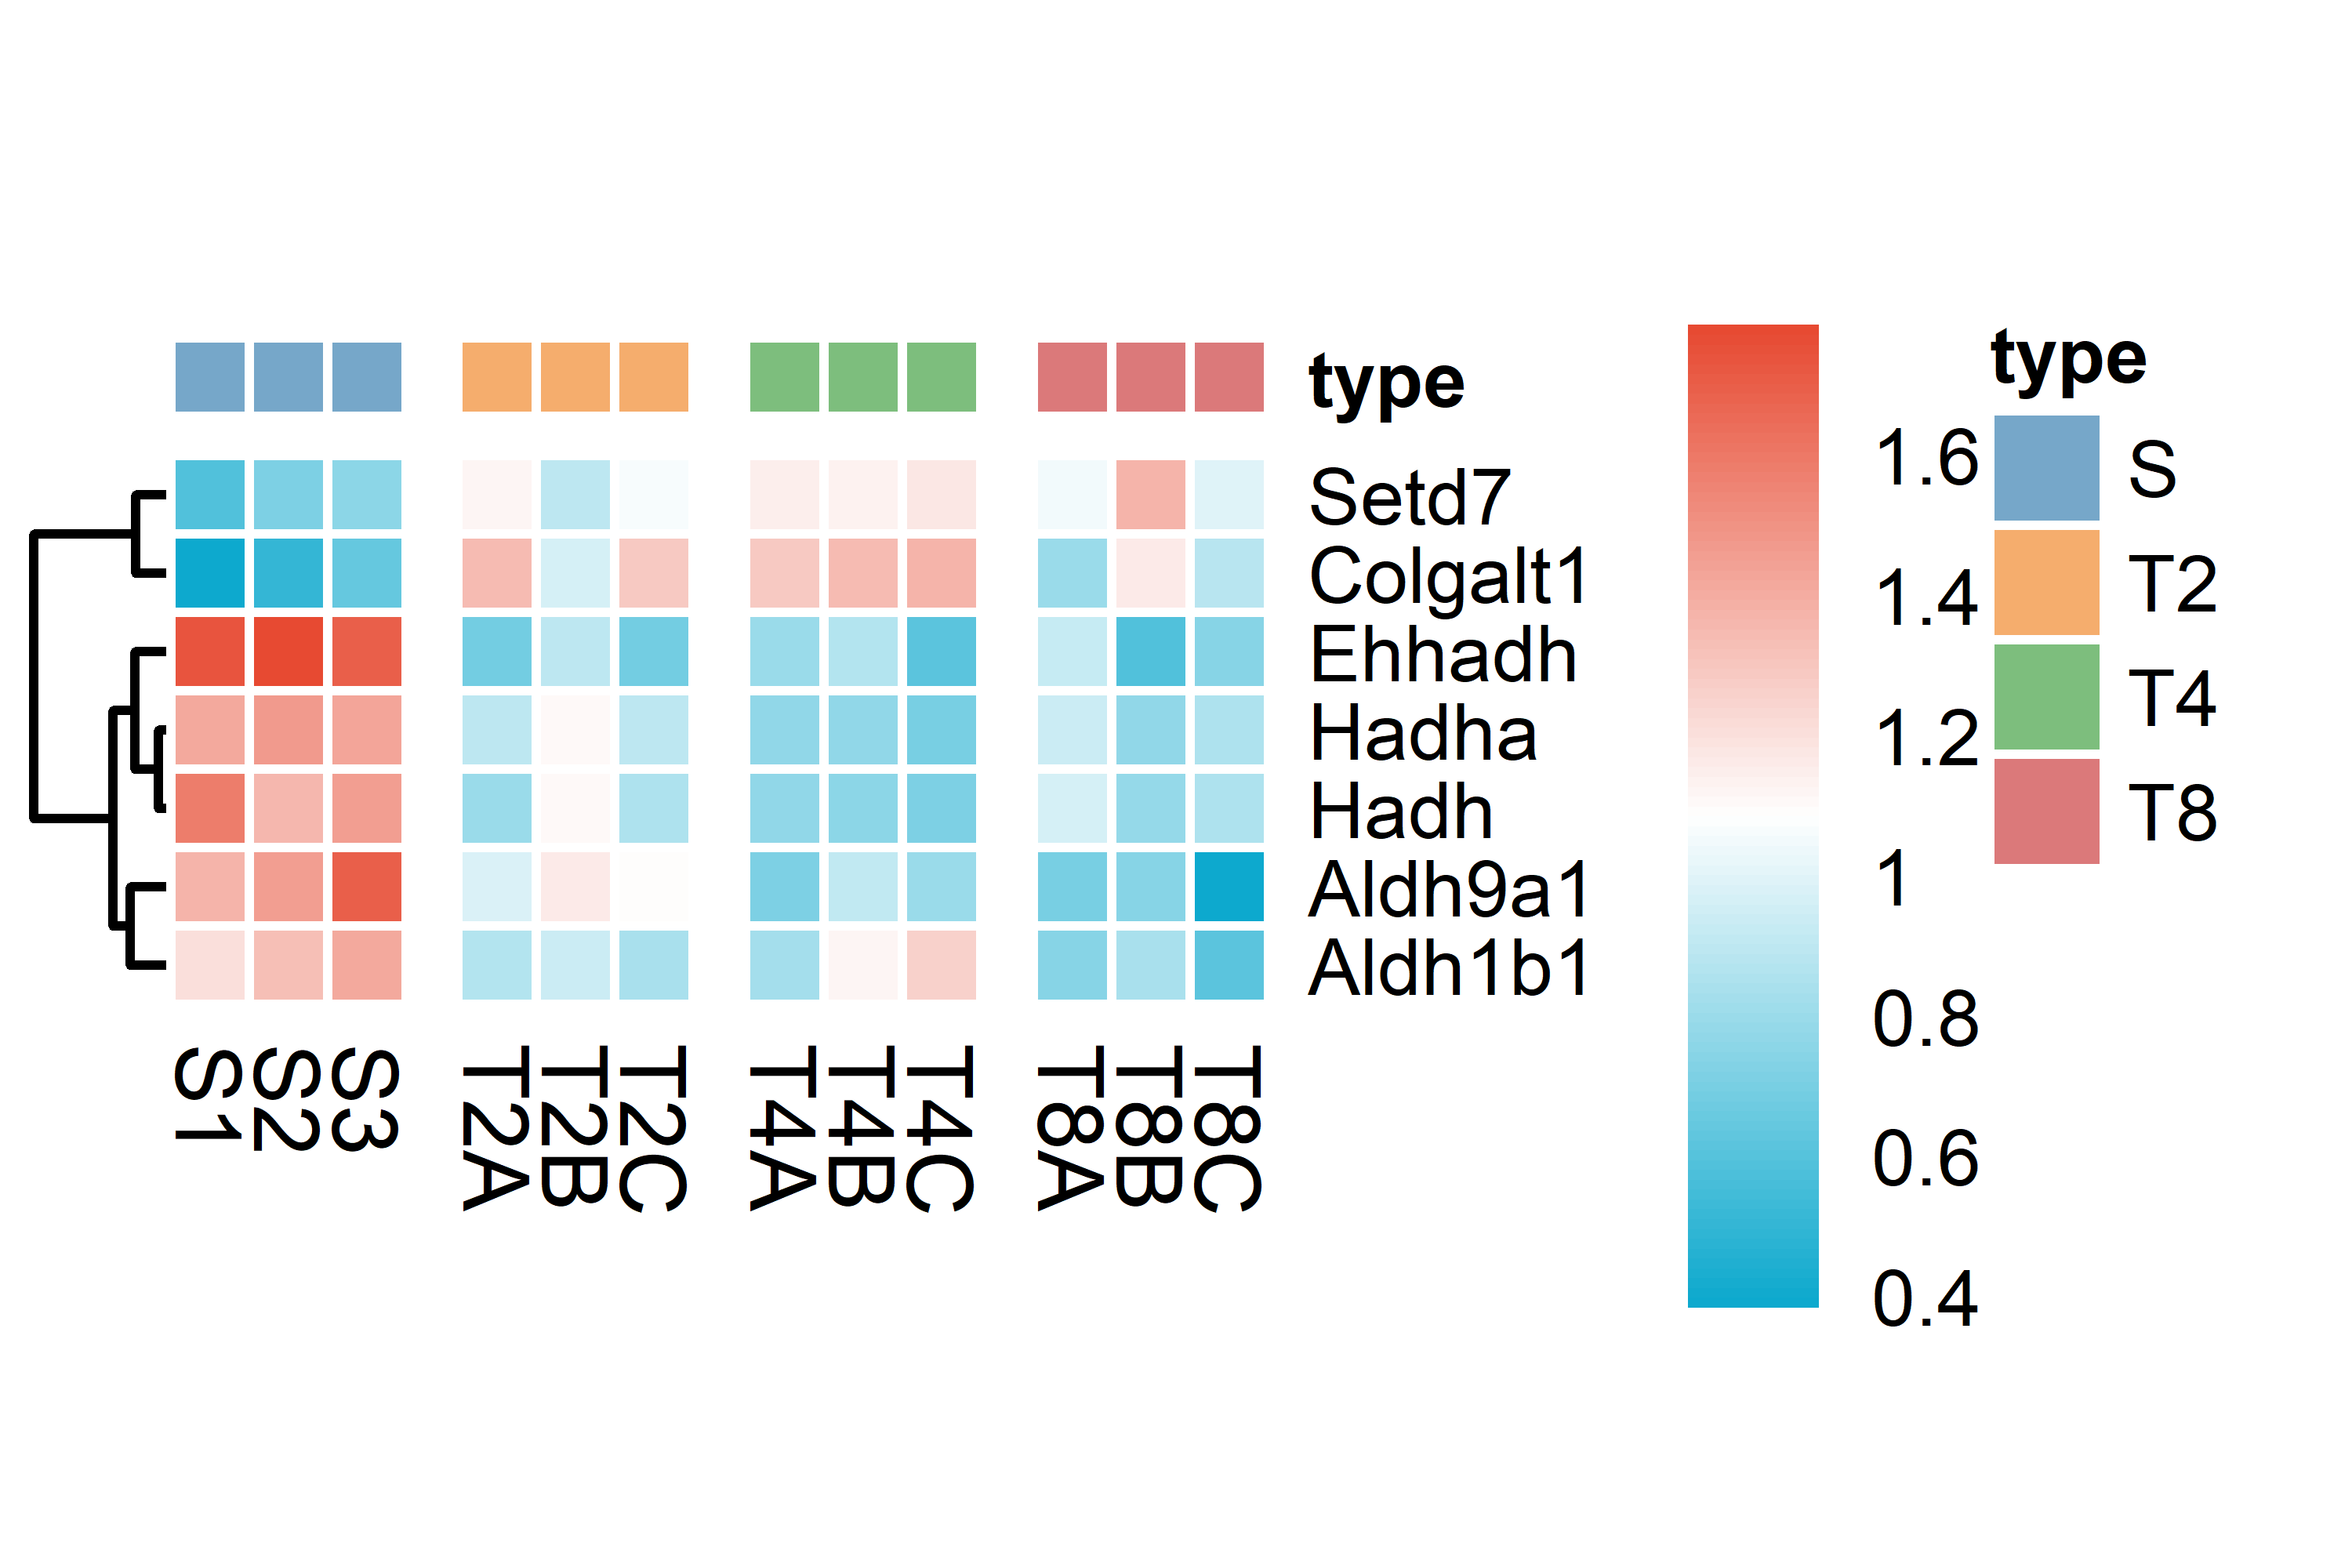 type
Setd7
Colgalt1
Ehhadh
Hadha
Hadh
Aldh9a1
Aldh1b1
S1
S2
S3
T2A
T2B
T2C
T4A
T4B
T4C
T8A
T8B
T8C
1.6
1.4
1.2
1
0.8
0.6
0.4
type
S
T2
T4
T8